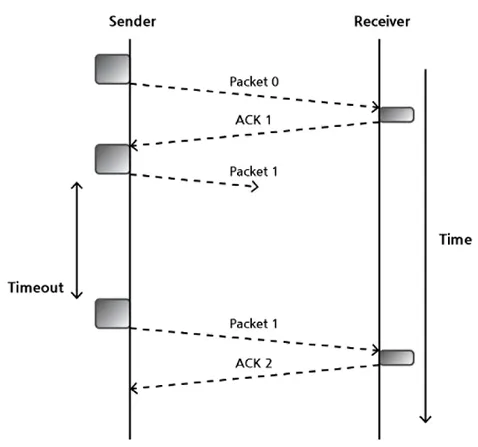 Sender
Receiver
Packet 0
ACK 1
Packet 1
Time
Timeout
Packet 1
ACK 2